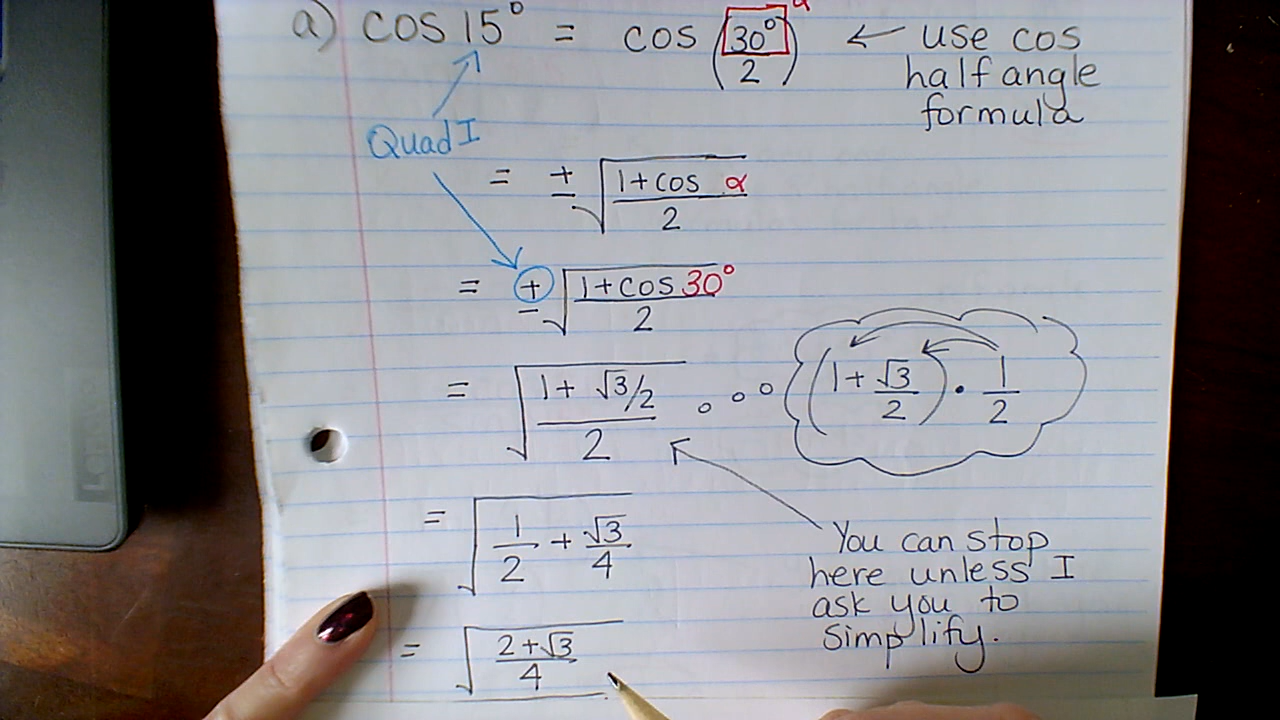 a) cos 15° = cos (30°/2) α ← use cos
half angle
formula
Quad I
= ± √((1 + cos α)/2)
= ± √((1 + cos 30°)/2)
= √((1 + √3/2)/2) ∘ ∘ ∘ (1 + √3/2) · 1/2
= √(1/2 + √3/4)
You can stop
here unless I
ask you to
simplify.
= √((2 + √3)/4)